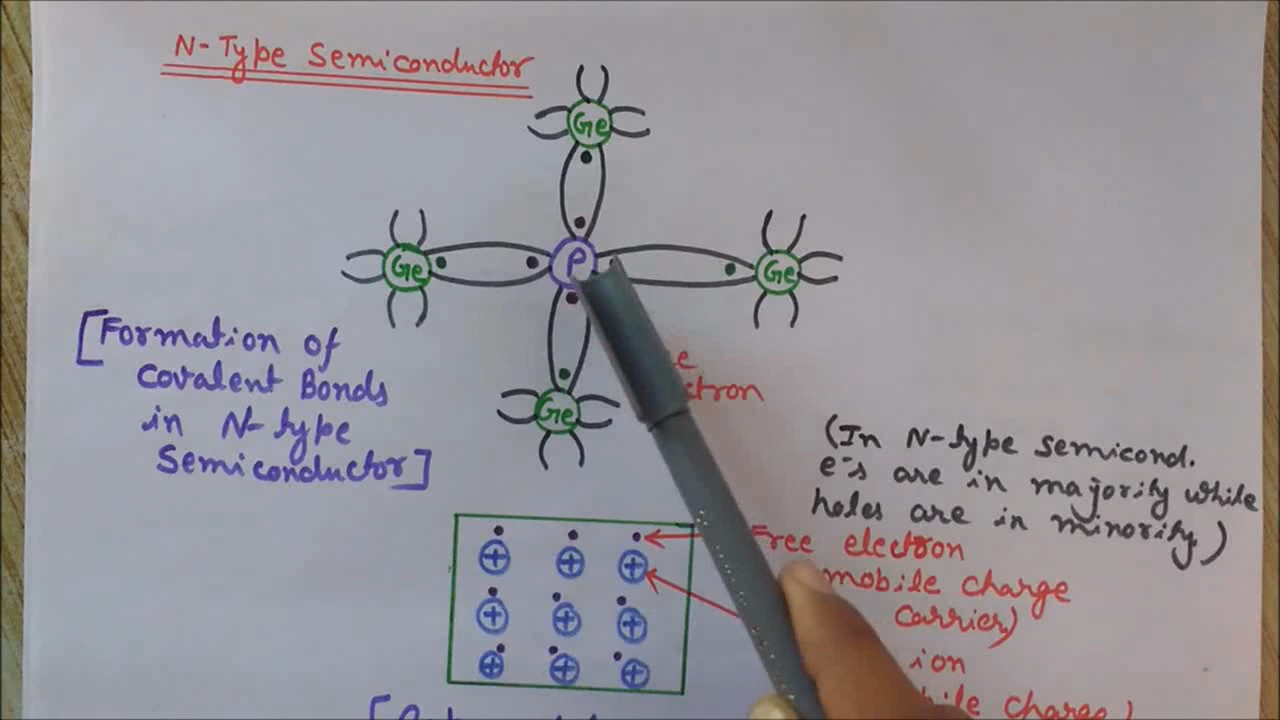 N-Type Semiconductor
Ge
Ge
P
Ge
Ge
[Formation of
covalent Bonds
in N-type
Semiconductor]
(In N-type semicond.
e-s are in majority while
holes are in minority)
Free electron
mobile charge
carrier)
+ + +
+ + +
+ + +
ion
charge)